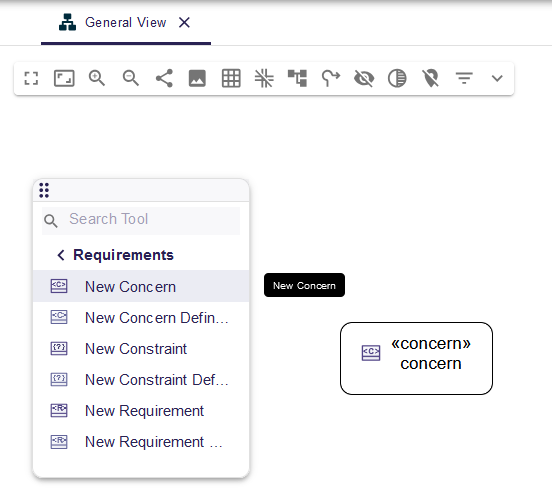 General View
Search Tool
Requirements
New Concern
New Concern
New Concern Defin...
New Constraint
New Constraint Def...
New Requirement
New Requirement ...
«concern»
concern